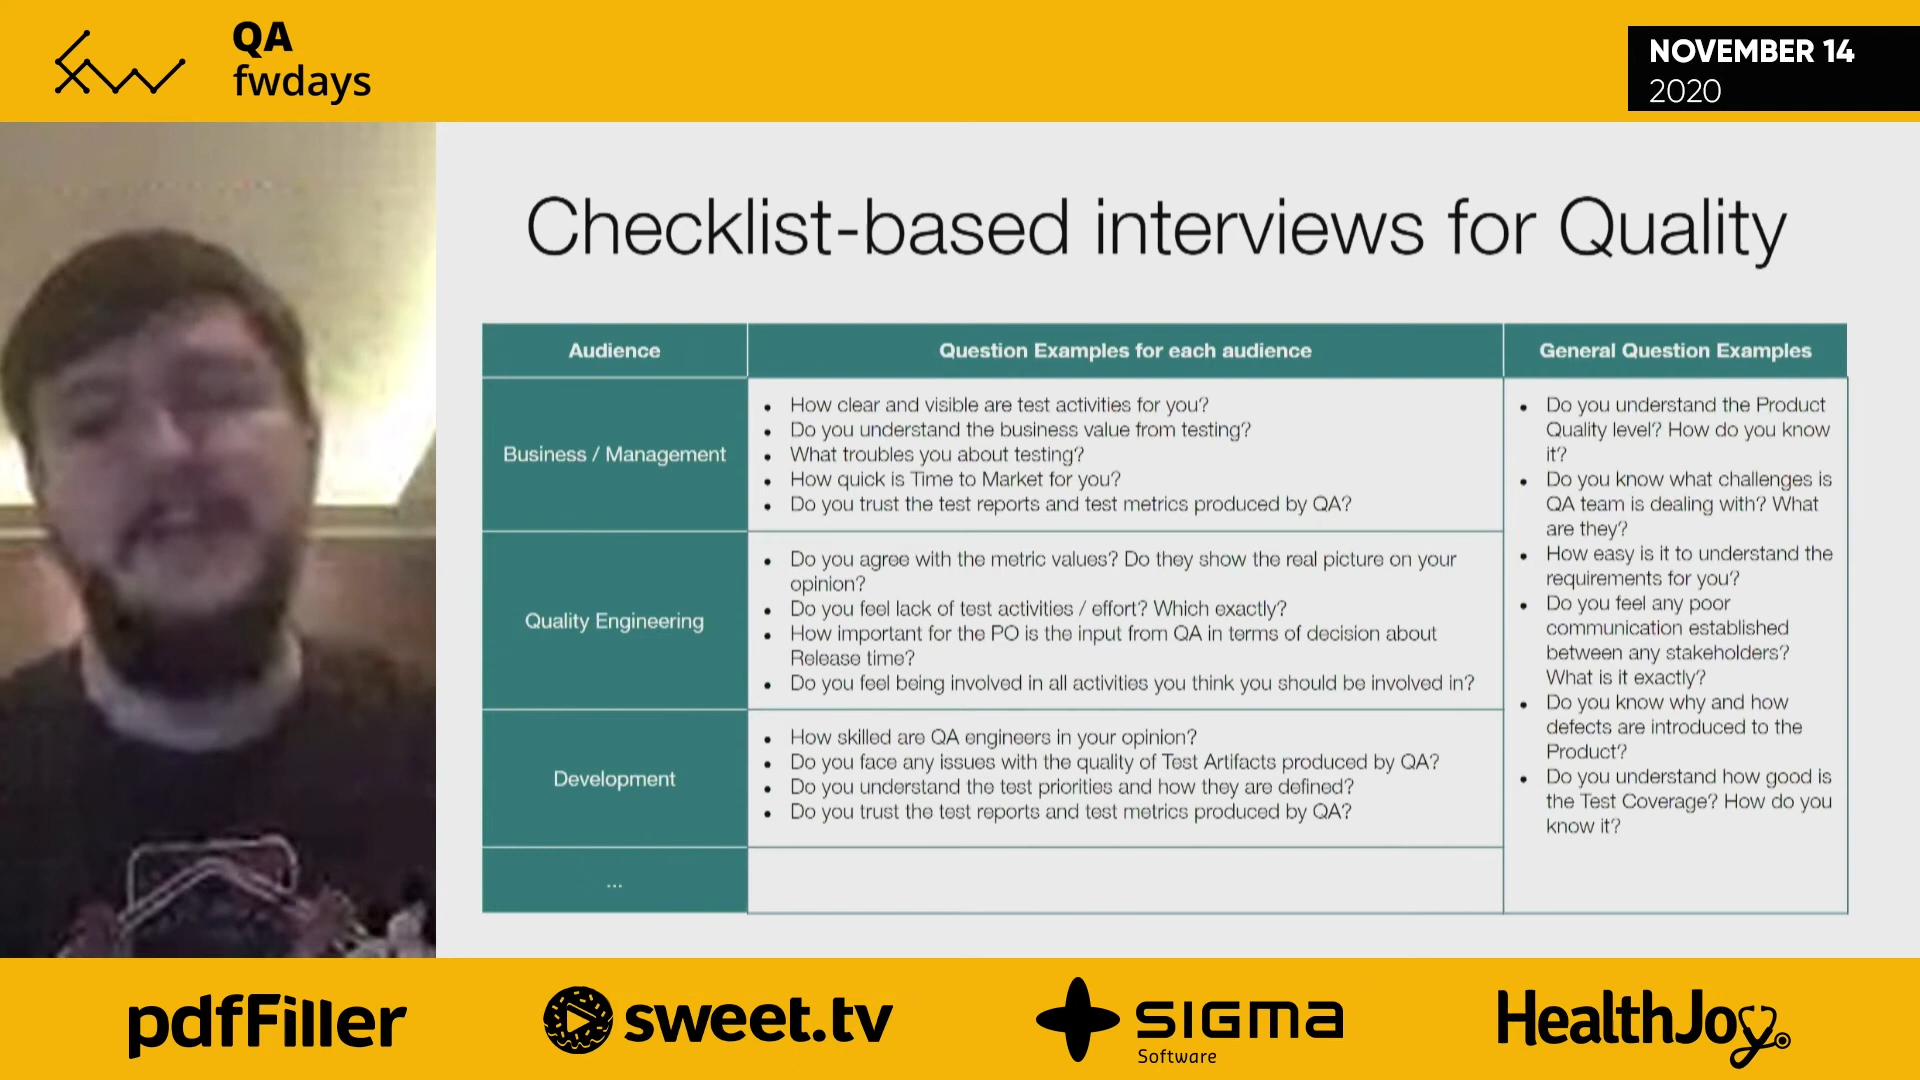 QA
fwdays
NOVEMBER 14
2020
Checklist-based interviews for Quality
Audience
Question Examples for each audience
General Question Examples
Business / Management
• How clear and visible are test activities for you?
• Do you understand the business value from testing?
• What troubles you about testing?
• How quick is Time to Market for you?
• Do you trust the test reports and test metrics produced by QA?
Quality Engineering
• Do you agree with the metric values? Do they show the real picture on your
opinion?
• Do you feel lack of test activities / effort? Which exactly?
• How important for the PO is the input from QA in terms of decision about
Release time?
• Do you feel being involved in all activities you think you should be involved in?
Development
• How skilled are QA engineers in your opinion?
• Do you face any issues with the quality of Test Artifacts produced by QA?
• Do you understand the test priorities and how they are defined?
• Do you trust the test reports and test metrics produced by QA?
...
• Do you understand the Product
Quality level? How do you know
it?
• Do you know what challenges is
QA team is dealing with? What
are they?
• How easy is it to understand the
requirements for you?
• Do you feel any poor
communication established
between any stakeholders?
What is it exactly?
• Do you know why and how
defects are introduced to the
Product?
• Do you understand how good is
the Test Coverage? How do you
know it?
pdfFiller
sweet.tv
SIGMA
Software
HealthJoy